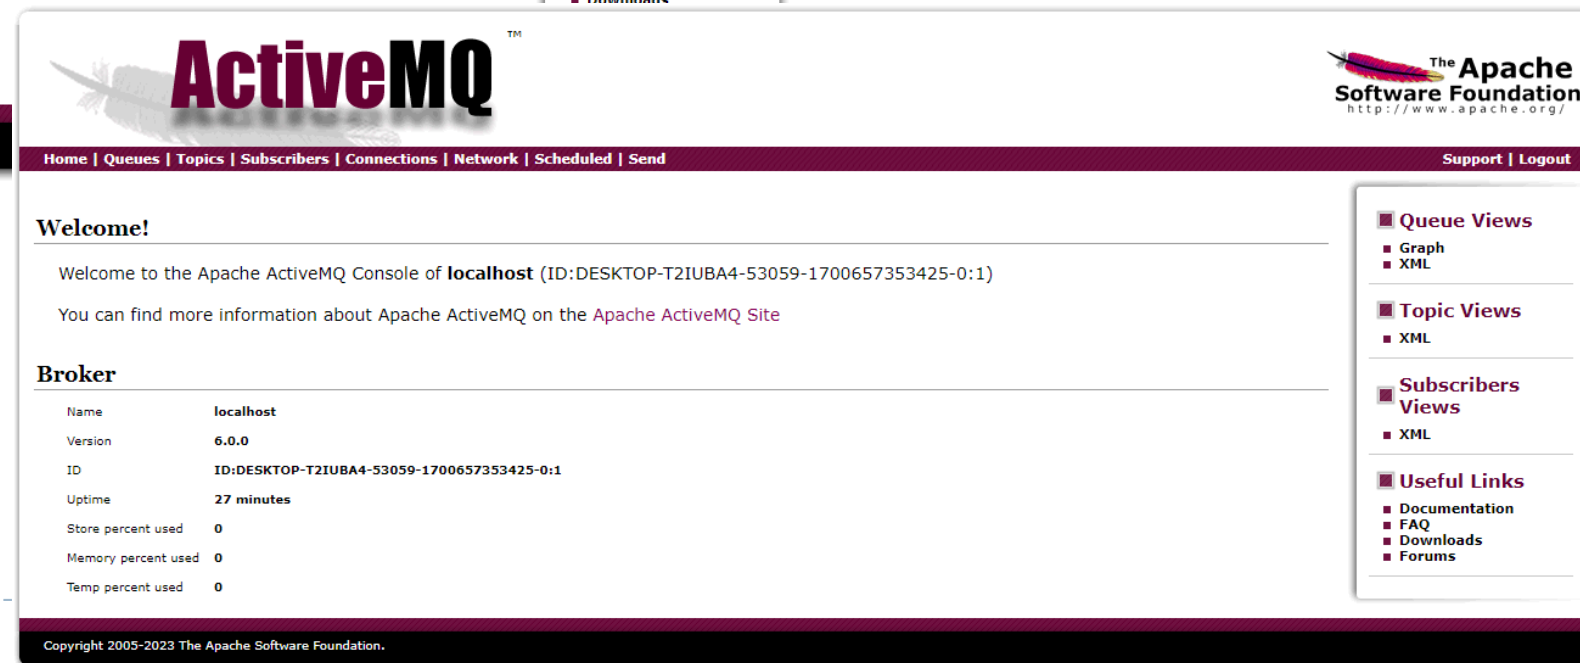 Downloads
ActiveMQ ™
The Apache
Software Foundation
http://www.apache.org/
Home | Queues | Topics | Subscribers | Connections | Network | Scheduled | Send
Support | Logout
Welcome!
Welcome to the Apache ActiveMQ Console of localhost (ID:DESKTOP-T2IUBA4-53059-1700657353425-0:1)
You can find more information about Apache ActiveMQ on the Apache ActiveMQ Site
Broker
Name localhost
Version 6.0.0
ID ID:DESKTOP-T2IUBA4-53059-1700657353425-0:1
Uptime 27 minutes
Store percent used 0
Memory percent used 0
Temp percent used 0
Queue Views
Graph
XML
Topic Views
XML
Subscribers
Views
XML
Useful Links
Documentation
FAQ
Downloads
Forums
Copyright 2005-2023 The Apache Software Foundation.